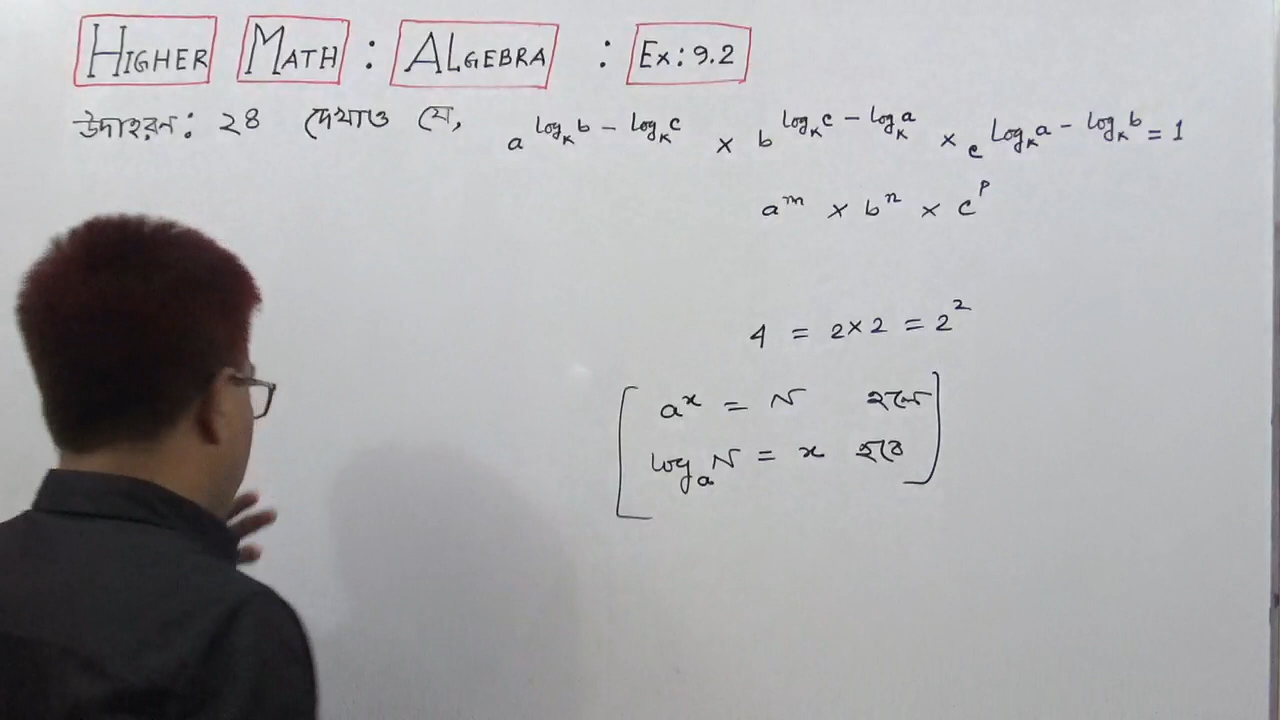 HIGHER MATH : ALGEBRA : Ex: 9.2
উদাহরন: ২৪ দেখাও যে, a^(log_K b − log_K c) × b^(log_K c − log_K a) × c^(log_K a − log_K b) = 1
a^m × b^n × c^p
4 = 2×2 = 2^2
a^x = N হলে
log_a N = x হবে